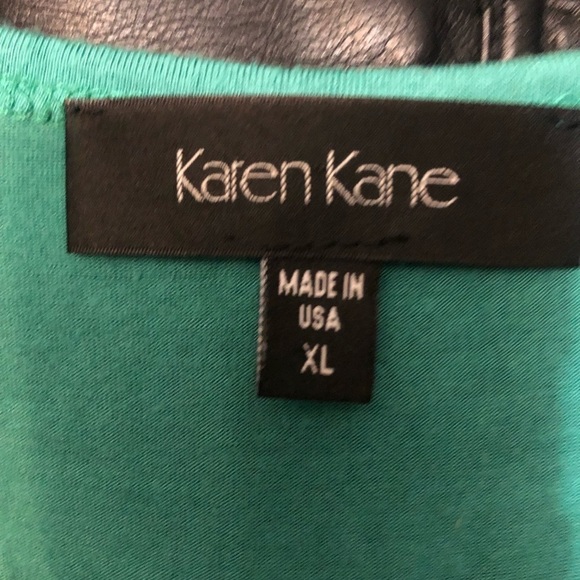 Karen Kane
MADE IN
USA
XL